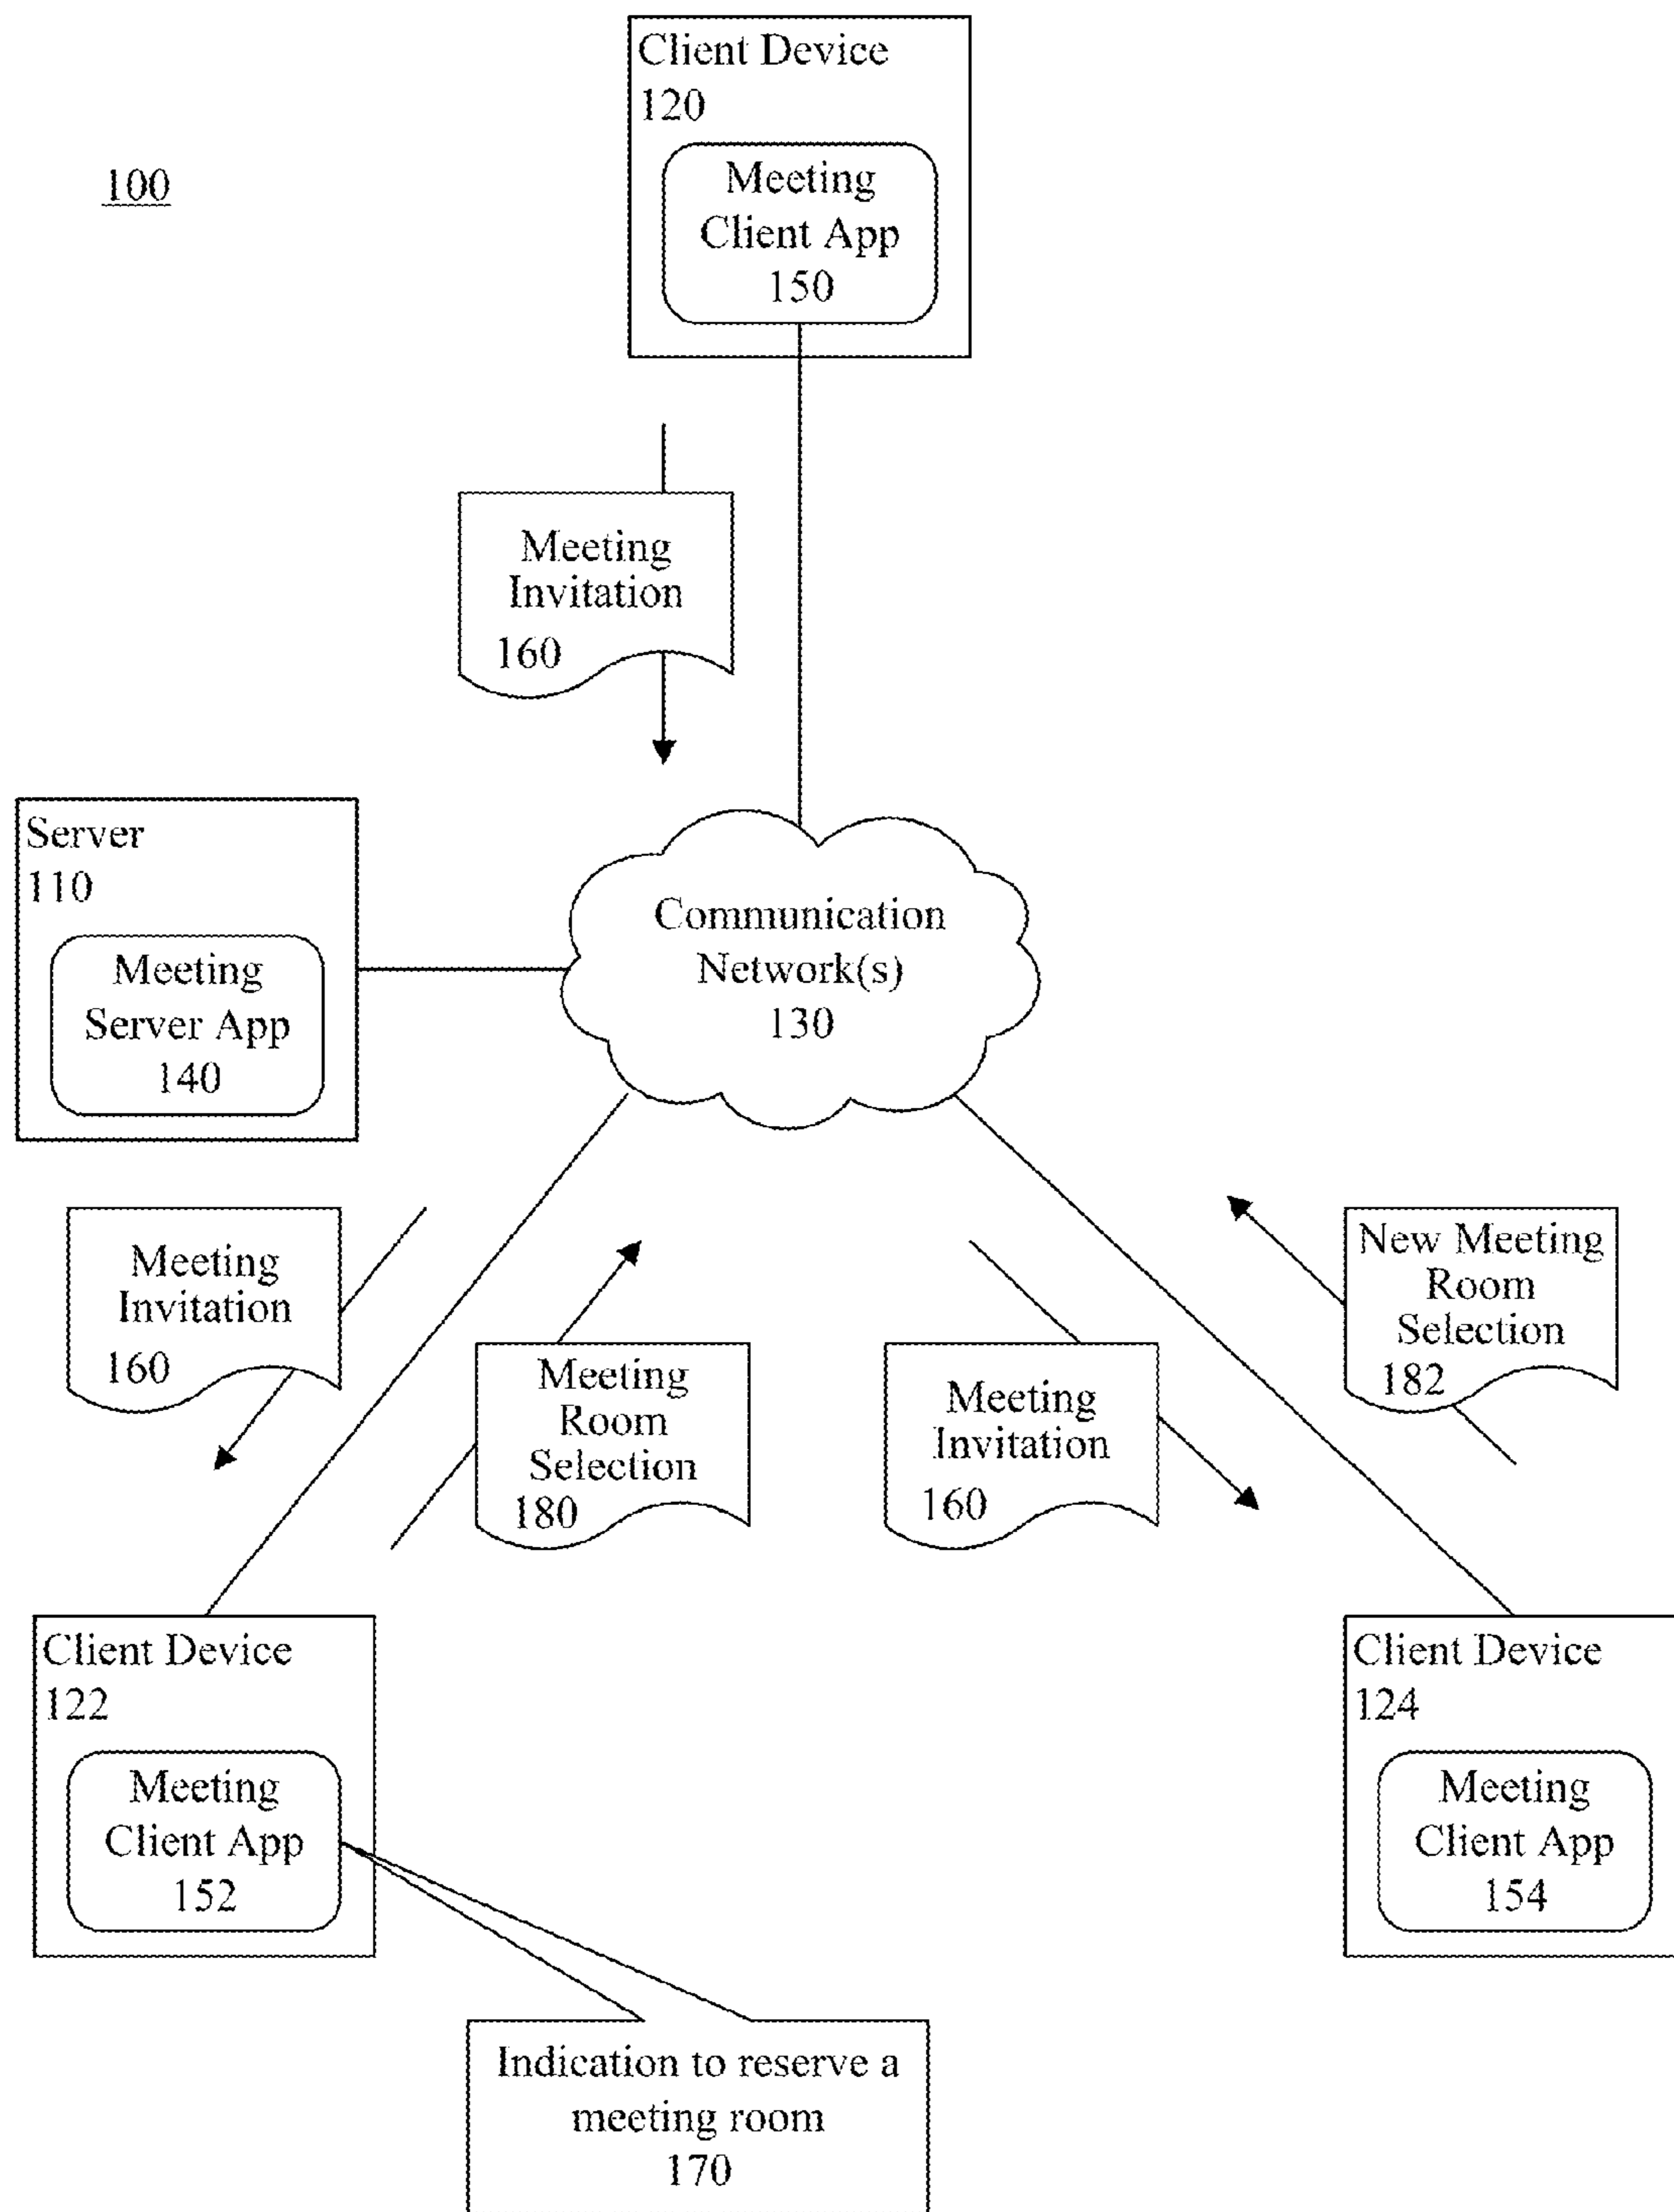 Client Device
120
Meeting
Client App
150
100
Meeting
Invitation
160
Server
110
Meeting
Server App
140
Communication
Network(s)
130
Meeting
Invitation
160
Meeting
Room
Selection
180
Meeting
Invitation
160
New Meeting
Room
Selection
182
Client Device
122
Meeting
Client App
152
Client Device
124
Meeting
Client App
154
Indication to reserve a
meeting room
170